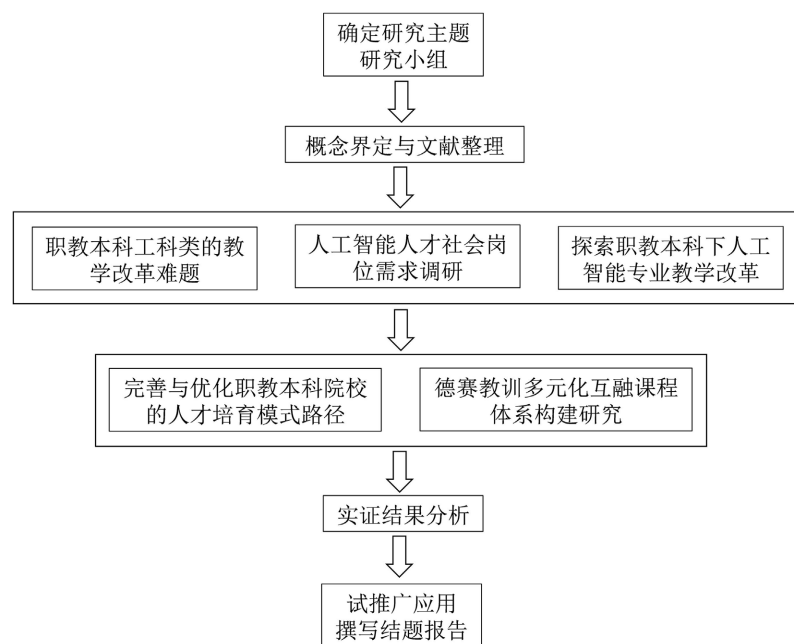 确定研究主题
研究小组
概念界定与文献整理
职教本科工科类的教
学改革难题
人工智能人才社会岗
位需求调研
探索职教本科下人工
智能专业教学改革
完善与优化职教本科院校
的人才培育模式路径
德赛教训多元化互融课程
体系构建研究
实证结果分析
试推广应用
撰写结题报告